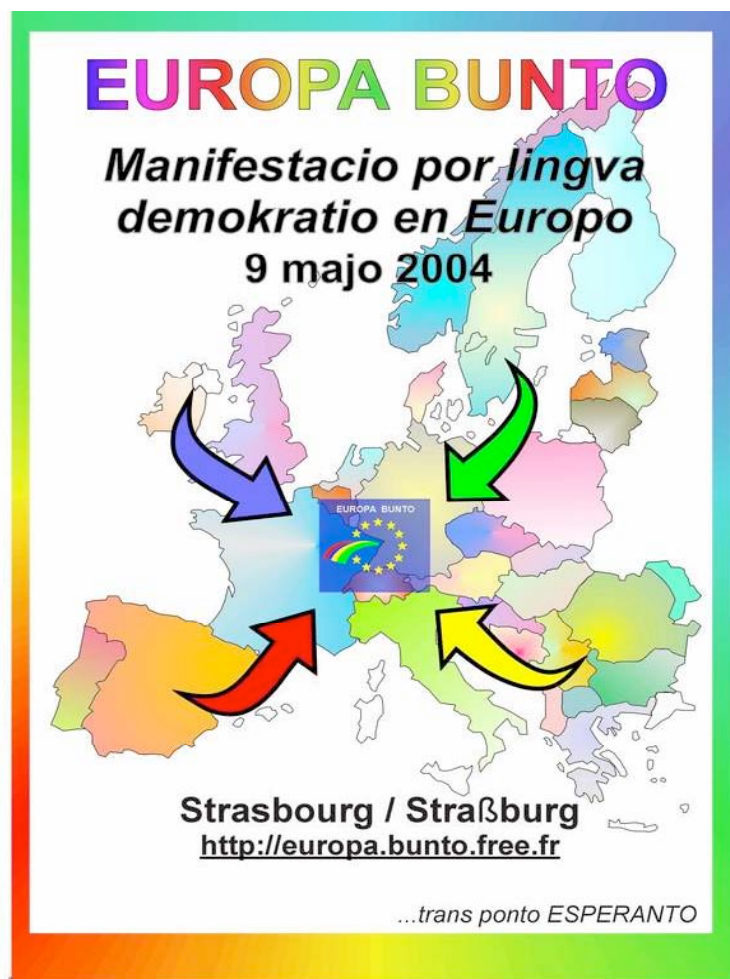 EUROPA BUNTO
Manifestacio por lingva
demokratio en Europo
9 majo 2004
EUROPA BUNTO
Strasbourg / Straßburg
http://europa.bunto.free.fr
...trans ponto ESPERANTO